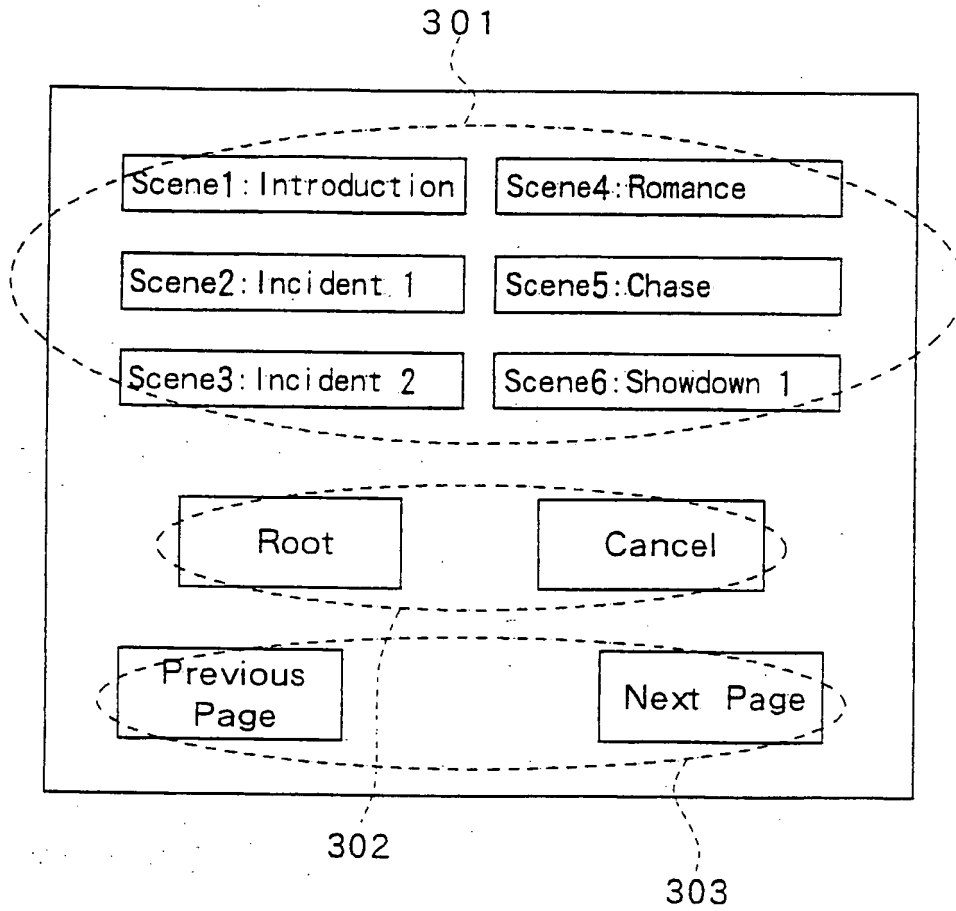 301
Scene1:Introduction
Scene4:Romance
Scene2:Incident 1
Scene5:Chase
Scene3:Incident 2
Scene6:Showdown 1
Root
Cancel
Previous
Page
Next Page
302
303